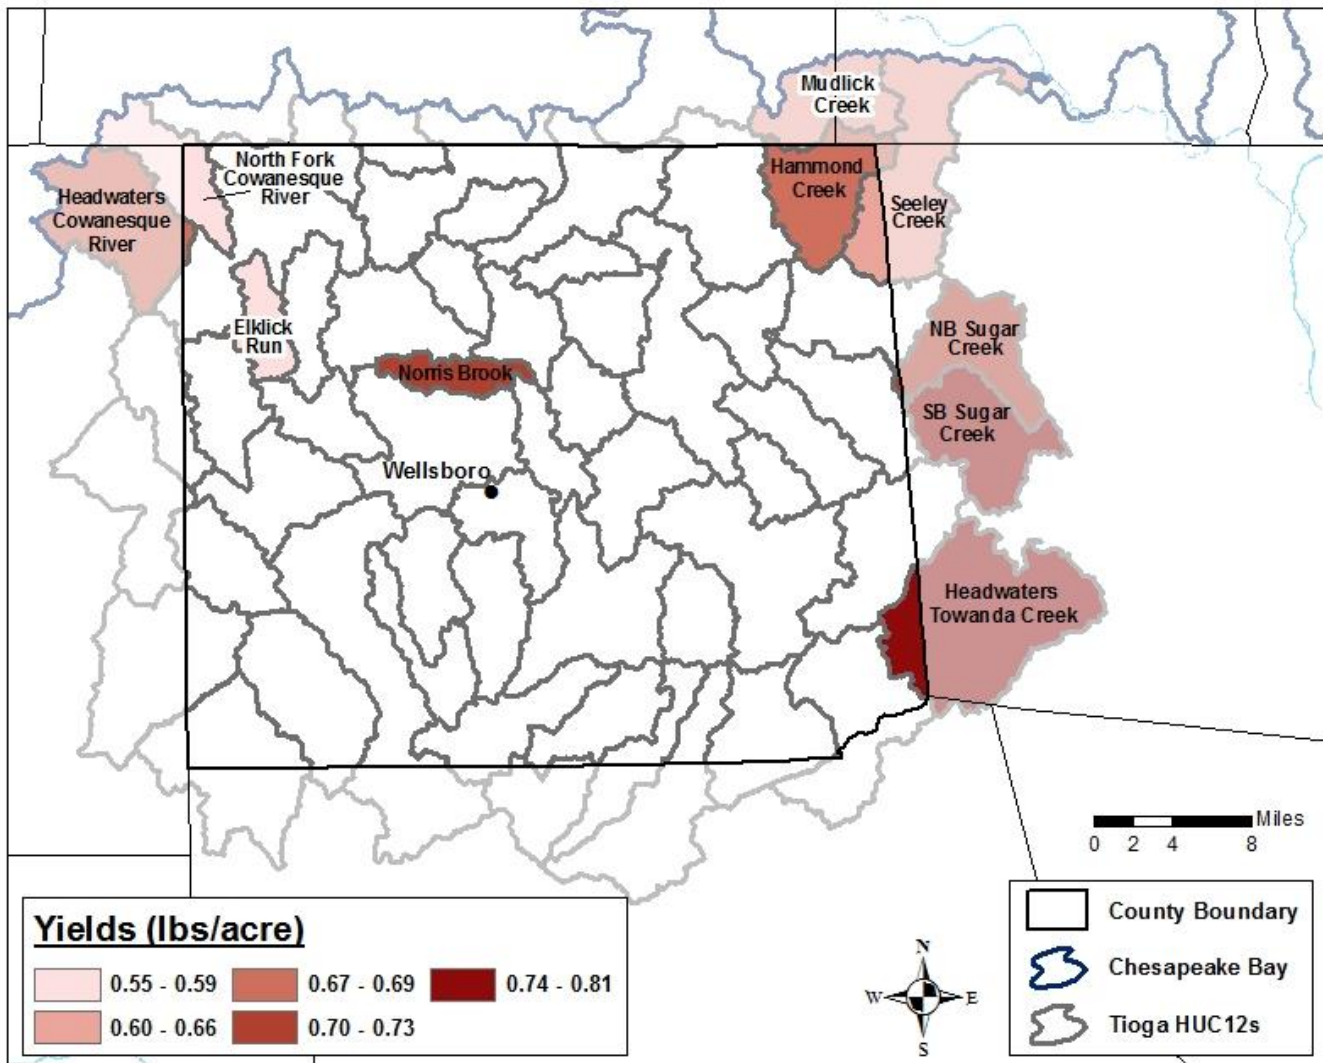 Mudlick
Creek
North Fork
Cowanesque
River
Hammond
Creek
Headwaters
Cowanesque
River
Seeley
Creek
Elklick
Run
NB Sugar
Creek
Norris Brook
SB Sugar
Creek
Wellsboro
Headwaters
Towanda Creek
Miles
0 2 4 8
Yields (lbs/acre)
0.55 - 0.59 0.67 - 0.69 0.74 - 0.81
0.60 - 0.66 0.70 - 0.73
N
W E
S
County Boundary
Chesapeake Bay
Tioga HUC12s